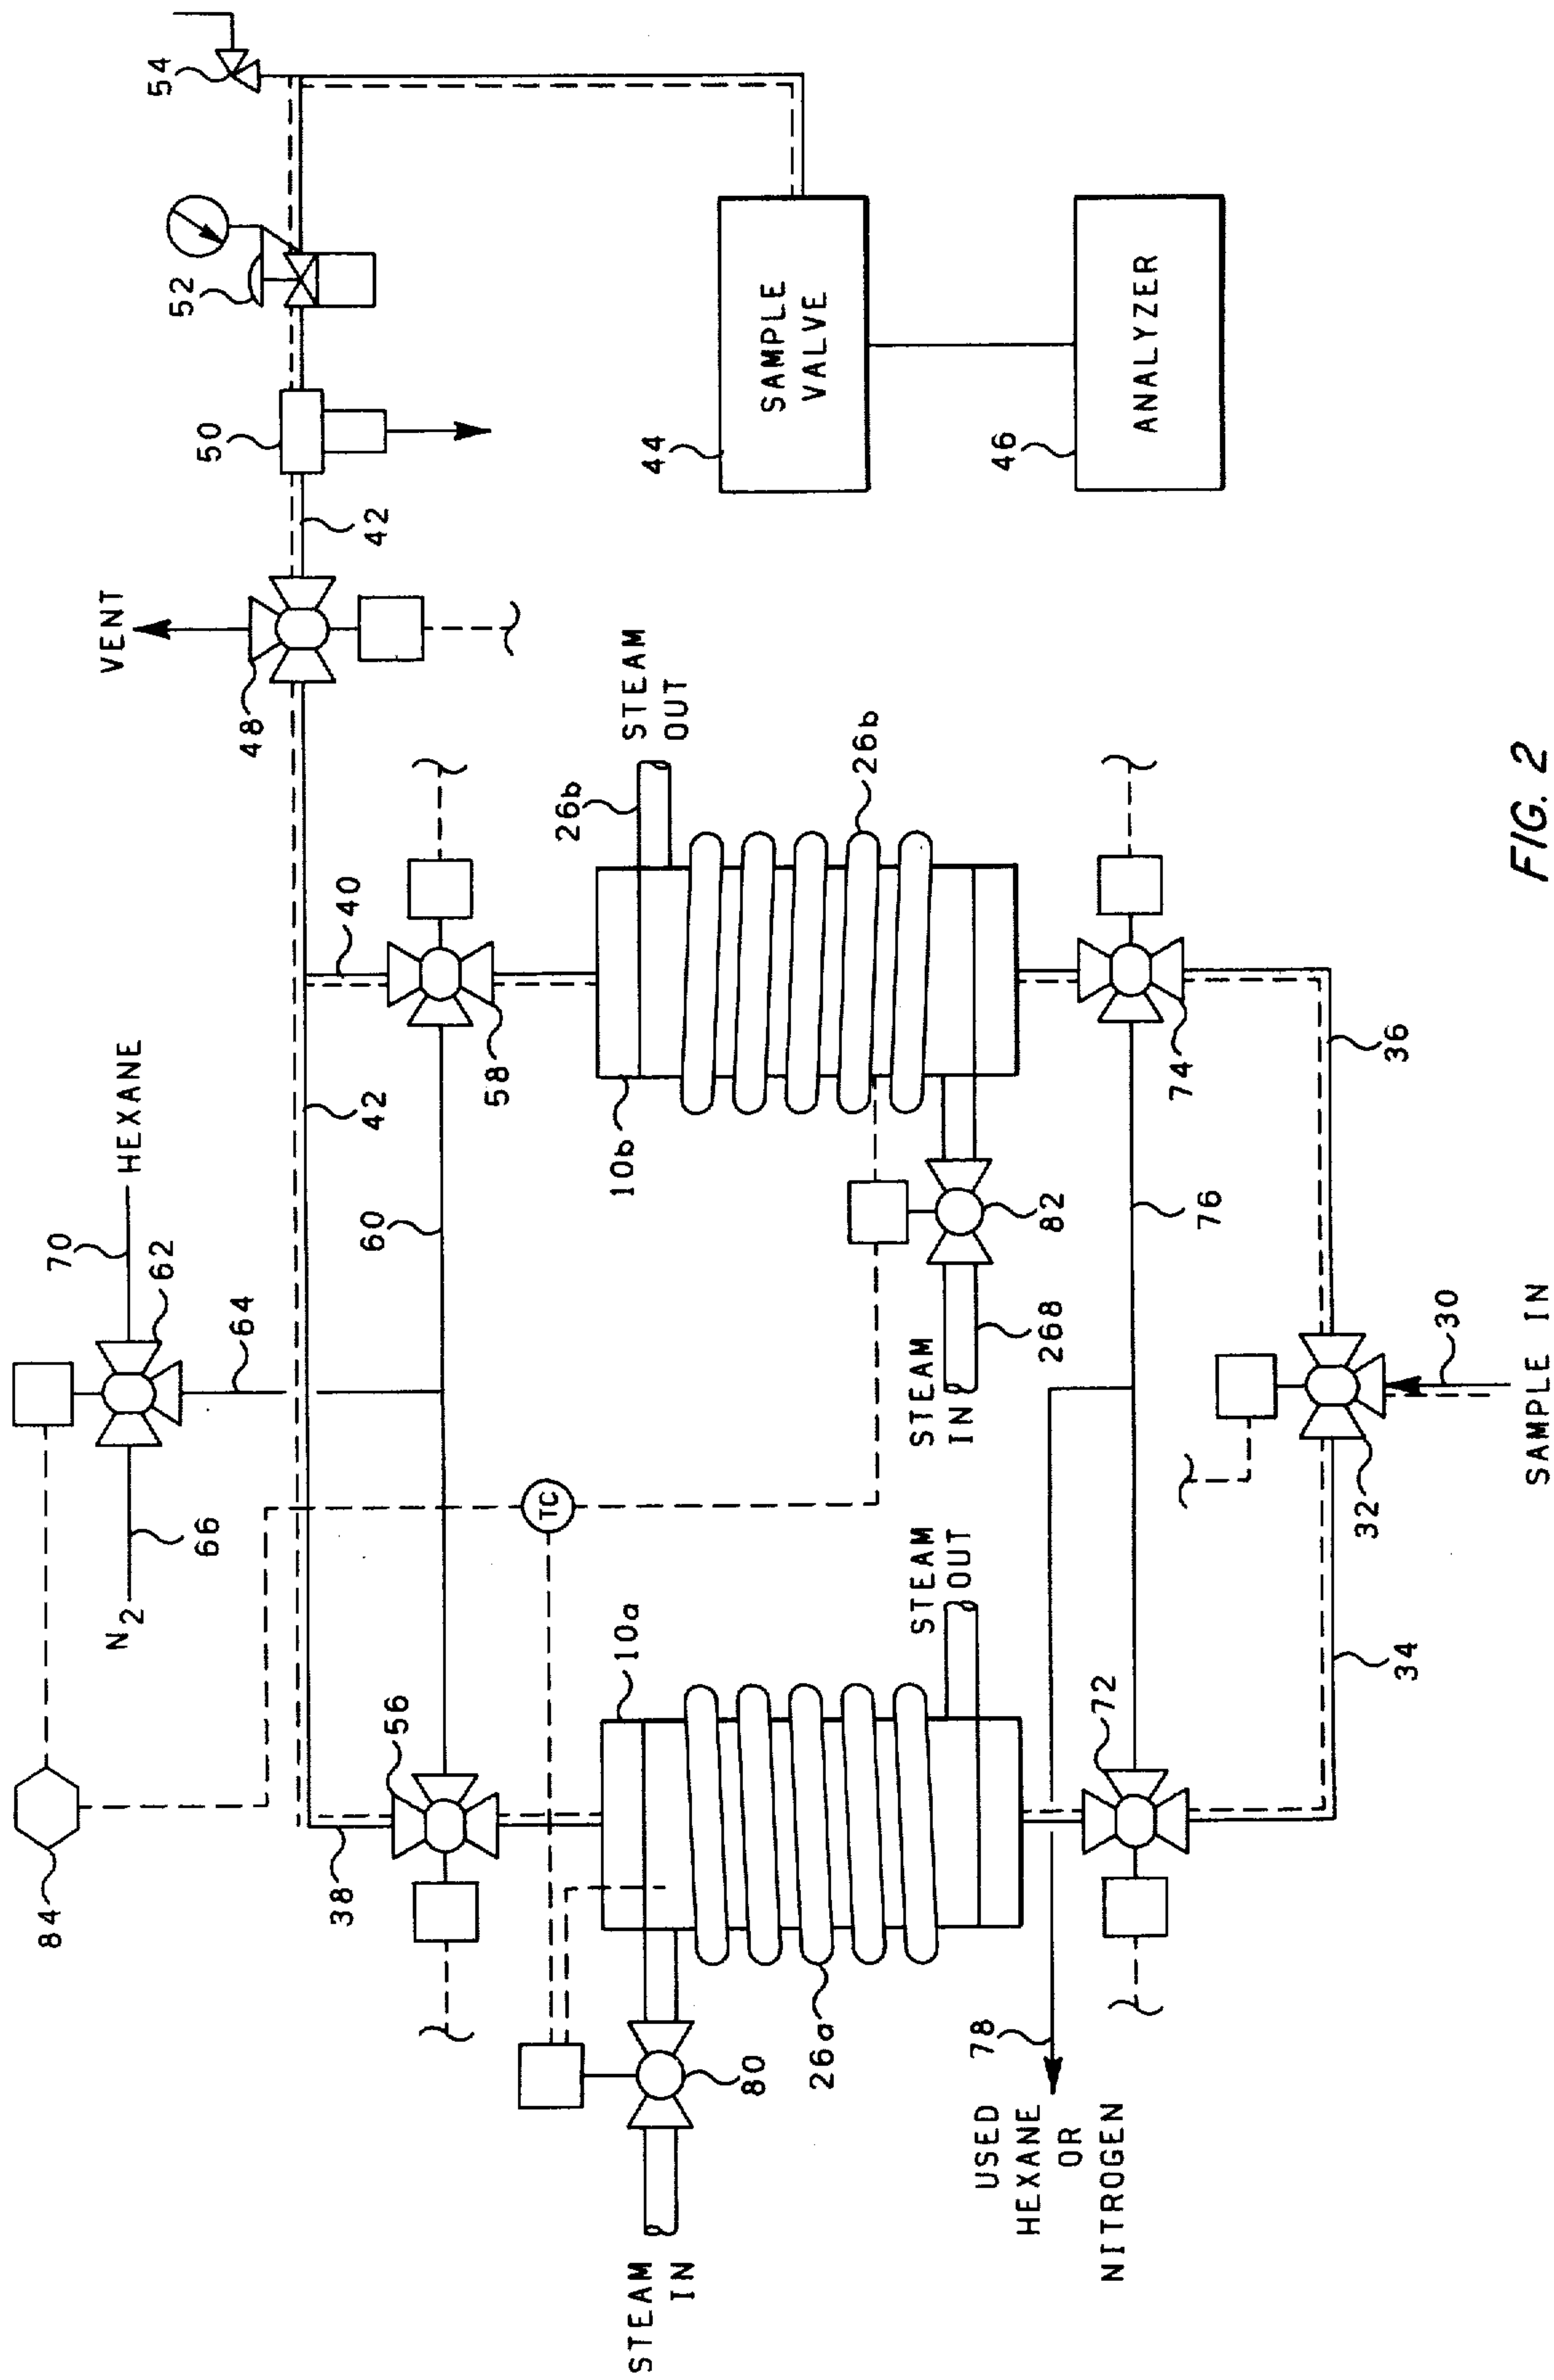 54
52
50
42
VENT
48
44
SAMPLE
VALVE
46
ANALYZER
STEAM
OUT
26b
26b
40
58
10b
HEXANE
70
62
64
66
N2
42
60
82
268
STEAM
IN
74
76
36
30
SAMPLE IN
32
34
TC
84
38
56
10a
STEAM
OUT
72
26a
80
STEAM
IN
78
USED
HEXANE
OR
NITROGEN
FIG. 2